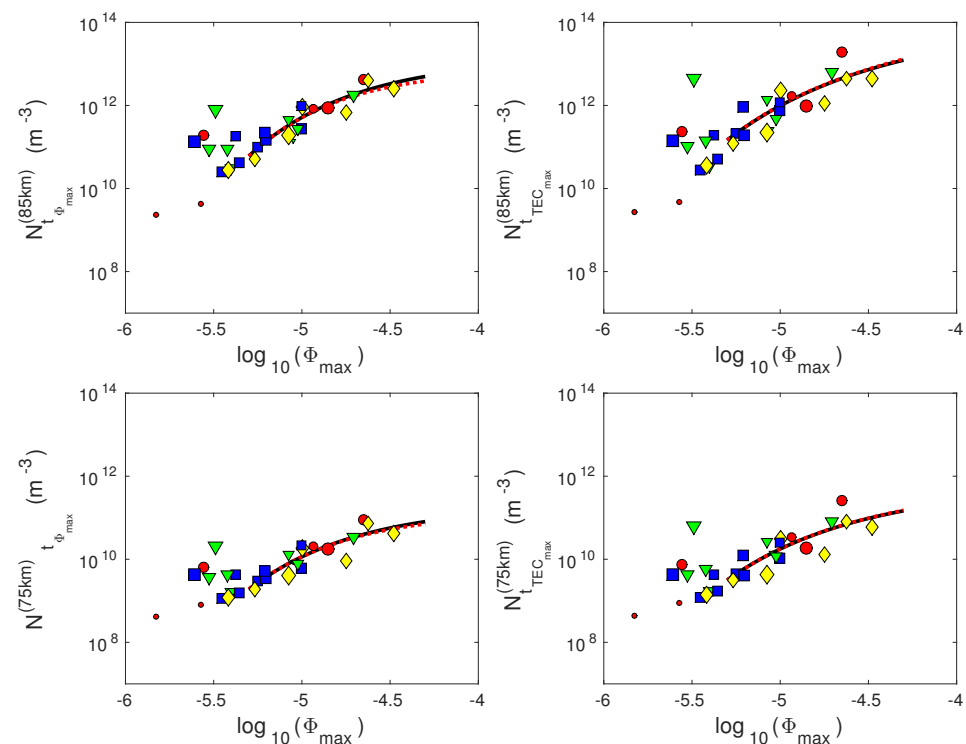 10^14
10^12
10^10
10^8
-6 -5.5 -5 -4.5 -4
log_10 (Φ_max)
N^(85km)_t_Φ_max (m^-3)
10^14
10^12
10^10
10^8
-6 -5.5 -5 -4.5 -4
log_10 (Φ_max)
N^(85km)_t_TEC_max (m^-3)
10^14
10^12
10^10
10^8
-6 -5.5 -5 -4.5 -4
log_10 (Φ_max)
N^(75km) t_Φ_max (m^-3)
10^14
10^12
10^10
10^8
-6 -5.5 -5 -4.5 -4
log_10 (Φ_max)
N^(75km)_t_TEC_max (m^-3)